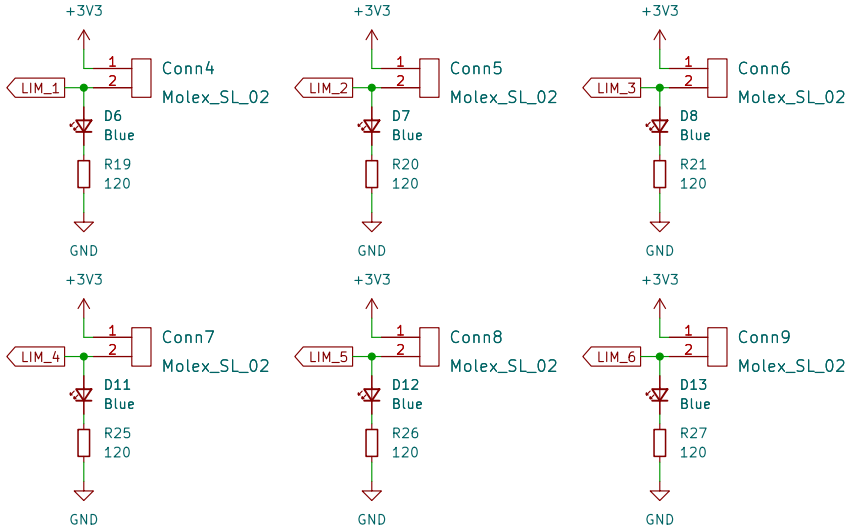 +3V3 +3V3 +3V3
1 Conn4 1 Conn5 1 Conn6
LIM_1 2 LIM_2 2 LIM_3 2
Molex_SL_02 Molex_SL_02 Molex_SL_02
D6 D7 D8
Blue Blue Blue
R19 R20 R21
120 120 120
GND GND GND
+3V3 +3V3 +3V3
1 Conn7 1 Conn8 1 Conn9
LIM_4 2 LIM_5 2 LIM_6 2
Molex_SL_02 Molex_SL_02 Molex_SL_02
D11 D12 D13
Blue Blue Blue
R25 R26 R27
120 120 120
GND GND GND